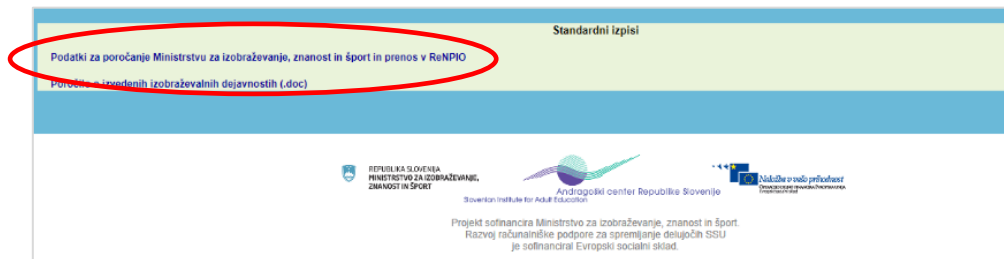 Standardni izpisi
Podatki za poročanje Ministrstvu za izobraževanje, znanost in šport in prenos v ReNPIO
Poročilo o izvedenih izobraževalnih dejavnostih (.doc)
REPUBLIKA SLOVENIJA
MINISTRSTVO ZA IZOBRAŽEVANJE,
ZNANOST IN ŠPORT
Andragoški center Republike Slovenije
Slovenian Institute for Adult Education
Naložba v vašo prihodnost
Projekt sofinancira Ministrstvo za izobraževanje, znanost in šport.
Razvoj računalniške podpore za spremljanje delujočih SSU
je sofinanciral Evropski socialni sklad.